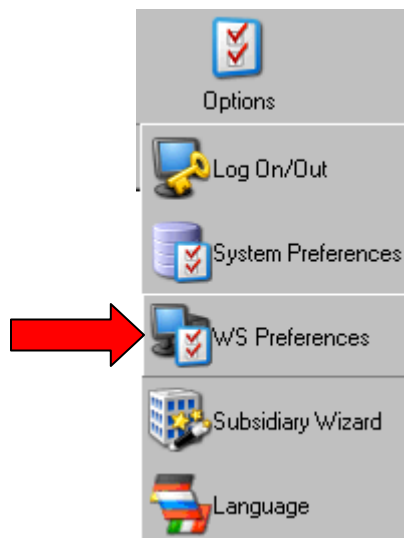 Options
Log On/Out
System Preferences
WS Preferences
Subsidiary Wizard
Language